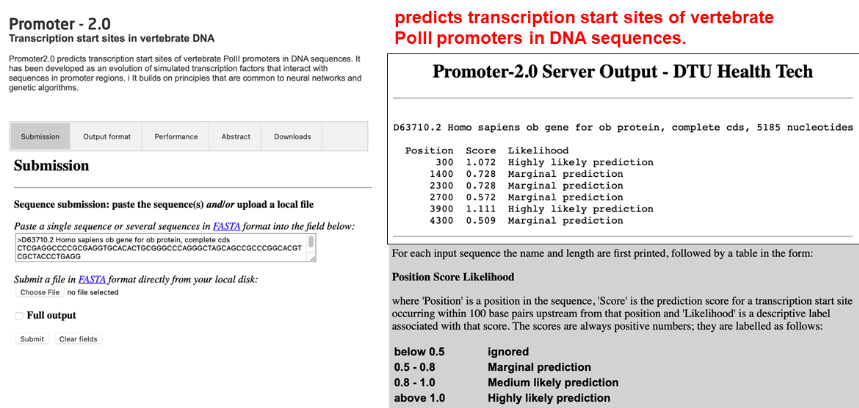 Promoter - 2.0
Transcription start sites in vertebrate DNA
Promoter2.0 predicts transcription start sites of vertebrate PolII promoters in DNA sequences. It
has been developed as an evolution of simulated transcription factors that interact with
sequences in promoter regions. i It builds on principles that are common to neural networks and
genetic algorithms.
Submission Output format Performance Abstract Downloads
Submission
Sequence submission: paste the sequence(s) and/or upload a local file
Paste a single sequence or several sequences in FASTA format into the field below:
>D63710.2 Homo sapiens ob gene for ob protein, complete cds
CTCGAGGCCCCGCGAGGTGCACACTGCGGGCCCAGGGCTAGCAGCCGCCCGGCACGT
CGCTACCCTGAGG
Submit a file in FASTA format directly from your local disk:
Choose File no file selected
Full output
Submit Clear fields
predicts transcription start sites of vertebrate
PolII promoters in DNA sequences.
Promoter-2.0 Server Output - DTU Health Tech
D63710.2 Homo sapiens ob gene for ob protein, complete cds, 5185 nucleotides
Position Score Likelihood
300 1.072 Highly likely prediction
1400 0.728 Marginal prediction
2300 0.728 Marginal prediction
2700 0.572 Marginal prediction
3900 1.111 Highly likely prediction
4300 0.509 Marginal prediction
For each input sequence the name and length are first printed, followed by a table in the form:
Position Score Likelihood
where 'Position' is a position in the sequence, 'Score' is the prediction score for a transcription start site
occurring within 100 base pairs upstream from that position and 'Likelihood' is a descriptive label
associated with that score. The scores are always positive numbers; they are labelled as follows:
below 0.5 ignored
0.5 - 0.8 Marginal prediction
0.8 - 1.0 Medium likely prediction
above 1.0 Highly likely prediction